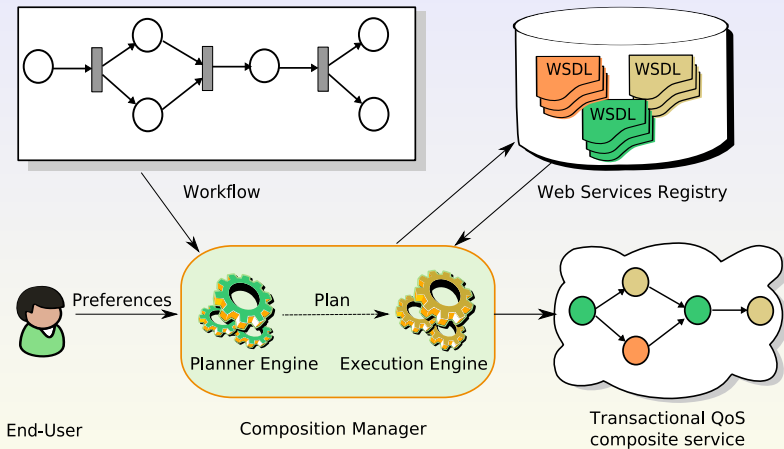 WSDL
WSDL
WSDL
Workflow
Web Services Registry
Preferences
Plan
Planner Engine
Execution Engine
End-User
Composition Manager
Transactional QoS
composite service